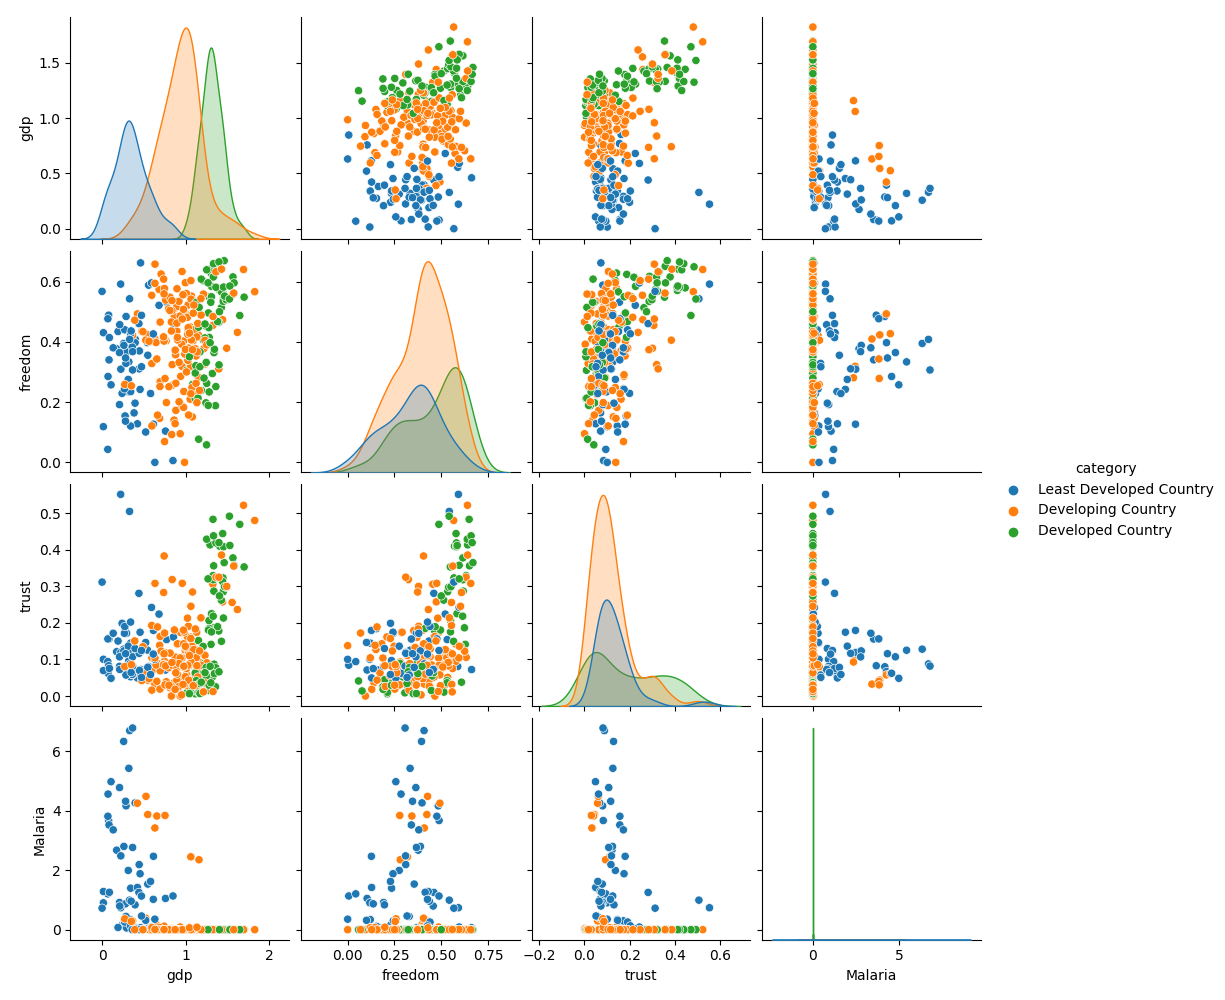 gdp
1.5
1.0
0.5
0.0
freedom
0.6
0.4
0.2
0.0
trust
0.5
0.4
0.3
0.2
0.1
0.0
Malaria
6
4
2
0
0 1 2
gdp
0.00 0.25 0.50 0.75
freedom
−0.2 0.0 0.2 0.4 0.6
trust
0 5
Malaria
category
Least Developed Country
Developing Country
Developed Country